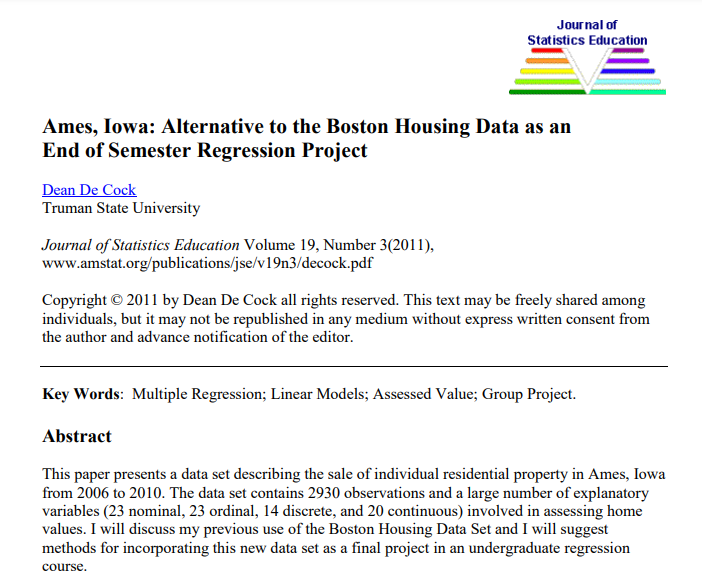 Journal of
Statistics Education
Ames, Iowa: Alternative to the Boston Housing Data as an
End of Semester Regression Project
Dean De Cock
Truman State University
Journal of Statistics Education Volume 19, Number 3(2011),
www.amstat.org/publications/jse/v19n3/decock.pdf
Copyright © 2011 by Dean De Cock all rights reserved. This text may be freely shared among
individuals, but it may not be republished in any medium without express written consent from
the author and advance notification of the editor.
Key Words: Multiple Regression; Linear Models; Assessed Value; Group Project.
Abstract
This paper presents a data set describing the sale of individual residential property in Ames, Iowa
from 2006 to 2010. The data set contains 2930 observations and a large number of explanatory
variables (23 nominal, 23 ordinal, 14 discrete, and 20 continuous) involved in assessing home
values. I will discuss my previous use of the Boston Housing Data Set and I will suggest
methods for incorporating this new data set as a final project in an undergraduate regression
course.